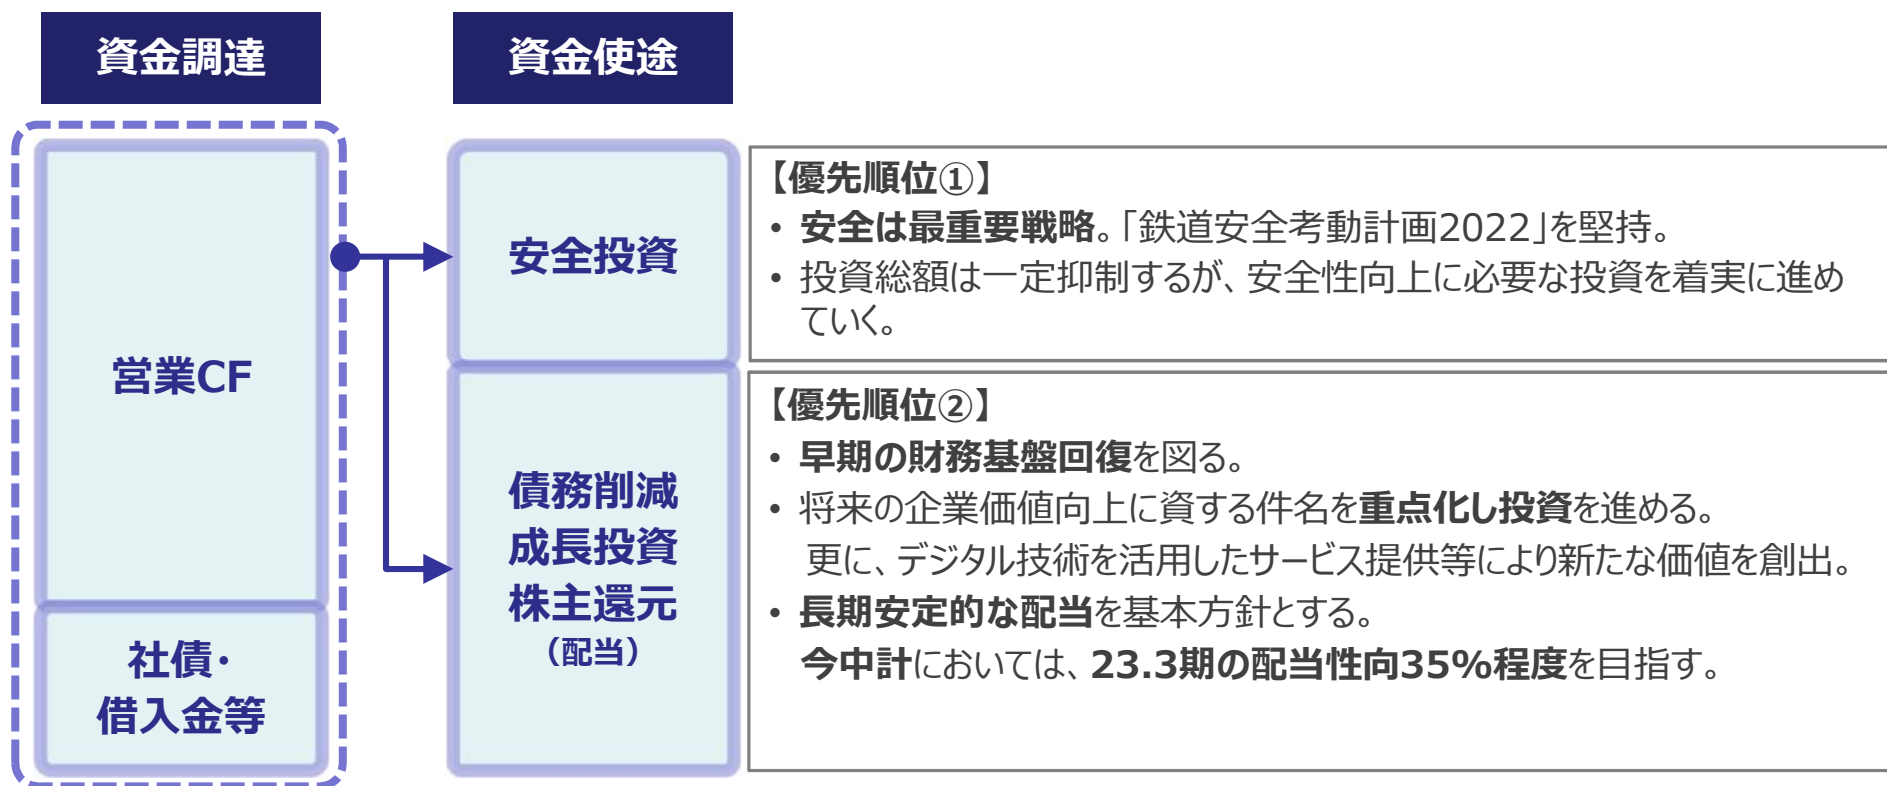 資金調達
資金使途
営業CF
社債・
借入金等
安全投資
債務削減
成長投資
株主還元
（配当）
【優先順位①】
• 安全は最重要戦略。「鉄道安全考動計画2022」を堅持。
• 投資総額は一定抑制するが、安全性向上に必要な投資を着実に進め
ていく。
【優先順位②】
• 早期の財務基盤回復を図る。
• 将来の企業価値向上に資する件名を重点化し投資を進める。
更に、デジタル技術を活用したサービス提供等により新たな価値を創出。
• 長期安定的な配当を基本方針とする。
今中計においては、23.3期の配当性向35%程度を目指す。